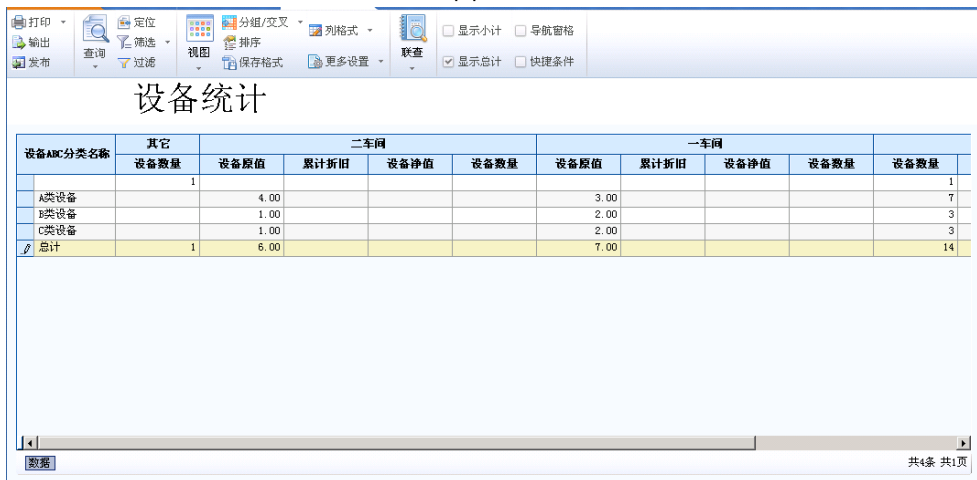 打印 定位 分组/交叉 列格式 显示小计 导航窗格
输出 查询 筛选 视图 排序 联查
发布 过滤 保存格式 更多设置 显示总计 快捷条件
设备统计
设备ABC分类名称 其它 二车间 一车间
设备数量 设备原值 累计折旧 设备净值 设备数量 设备原值 累计折旧 设备净值 设备数量 设备数量
1 1
A类设备 4.00 3.00 7
B类设备 1.00 2.00 3
C类设备 1.00 2.00 3
总计 1 6.00 7.00 14
数据 共4条 共1页